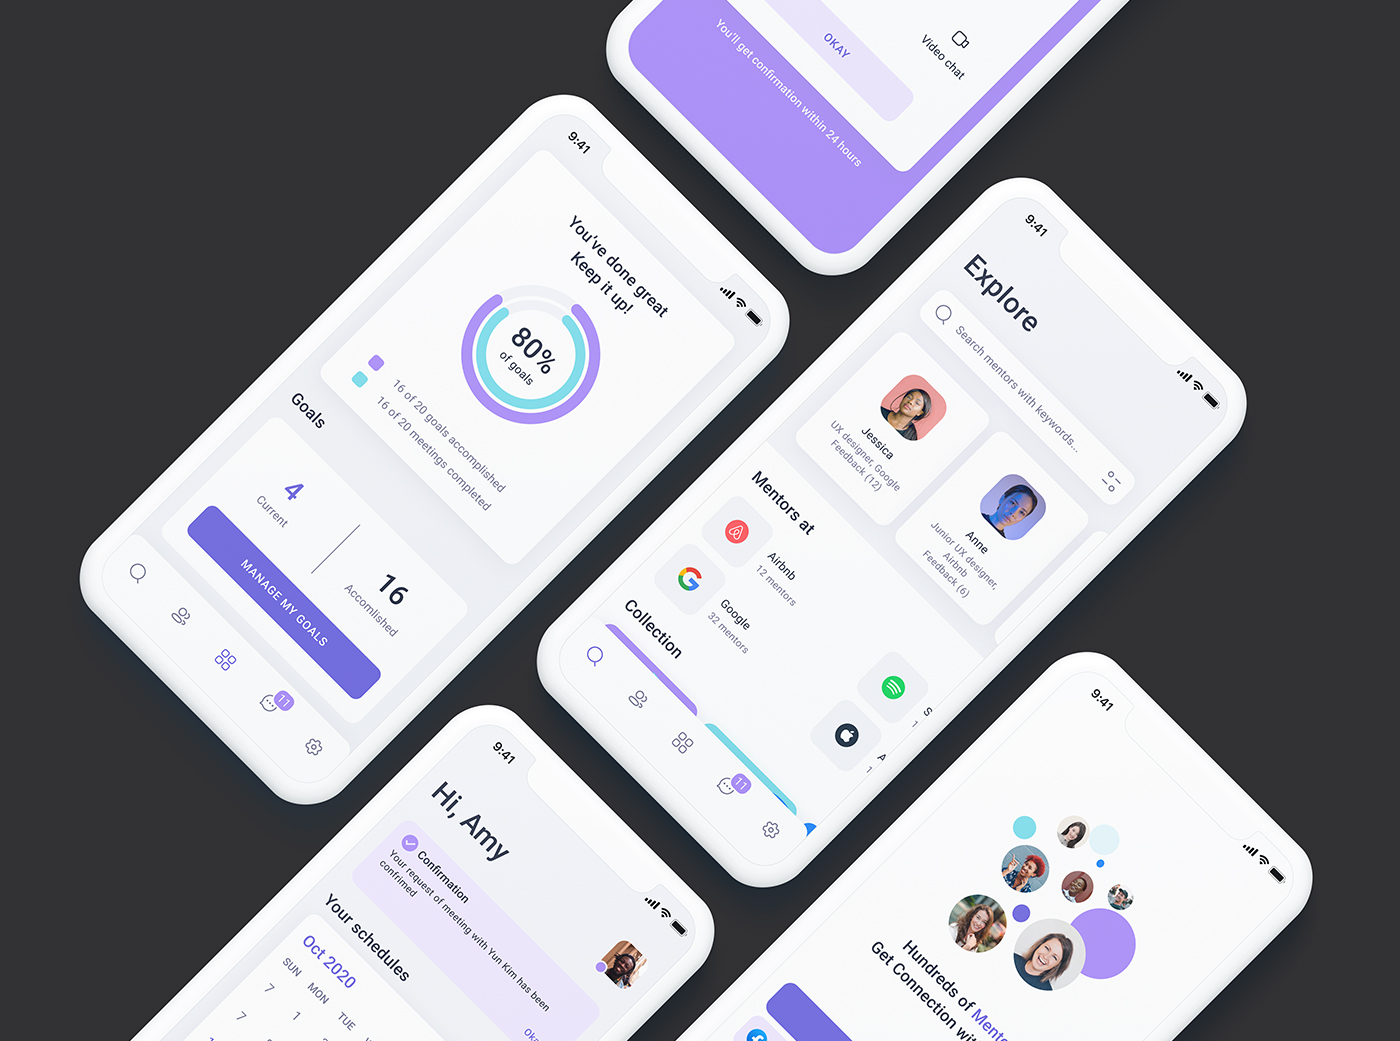 OKAY
Video chat
You'll get confirmation within 24 hours
9:41
You've done great
Keep it up!
80%
of goals
16 of 20 goals accomplished
16 of 20 meetings completed
Goals
4
Current
16
Accomlished
MANAGE MY GOALS
11
9:41
Explore
Search mentors with keywords...
Jessica
UX designer, Google
Feedback (12)
Anne
Junior UX designer,
Airbnb
Feedback (6)
Mentors at
Airbnb
12 mentors
Google
32 mentors
S
1
A
1
Collection
11
9:41
Hi, Amy
Confirmation
Your request of meeting with Yun Kim has been
confrimed
Oka
Your schedules
Oct 2020
SUN
MON
TUE
7
7
1
9:41
Hundreds of Mento
Get Connection wit